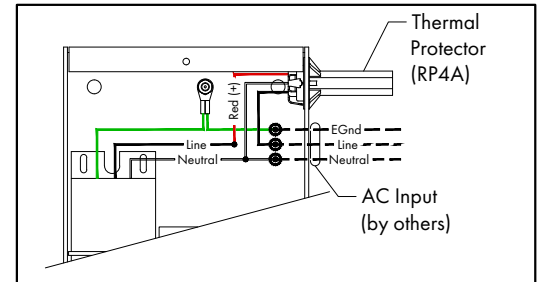 Thermal
Protector
(RP4A)
Red (+)
EGnd
Line
Line
Neutral
Neutral
AC Input
(by others)